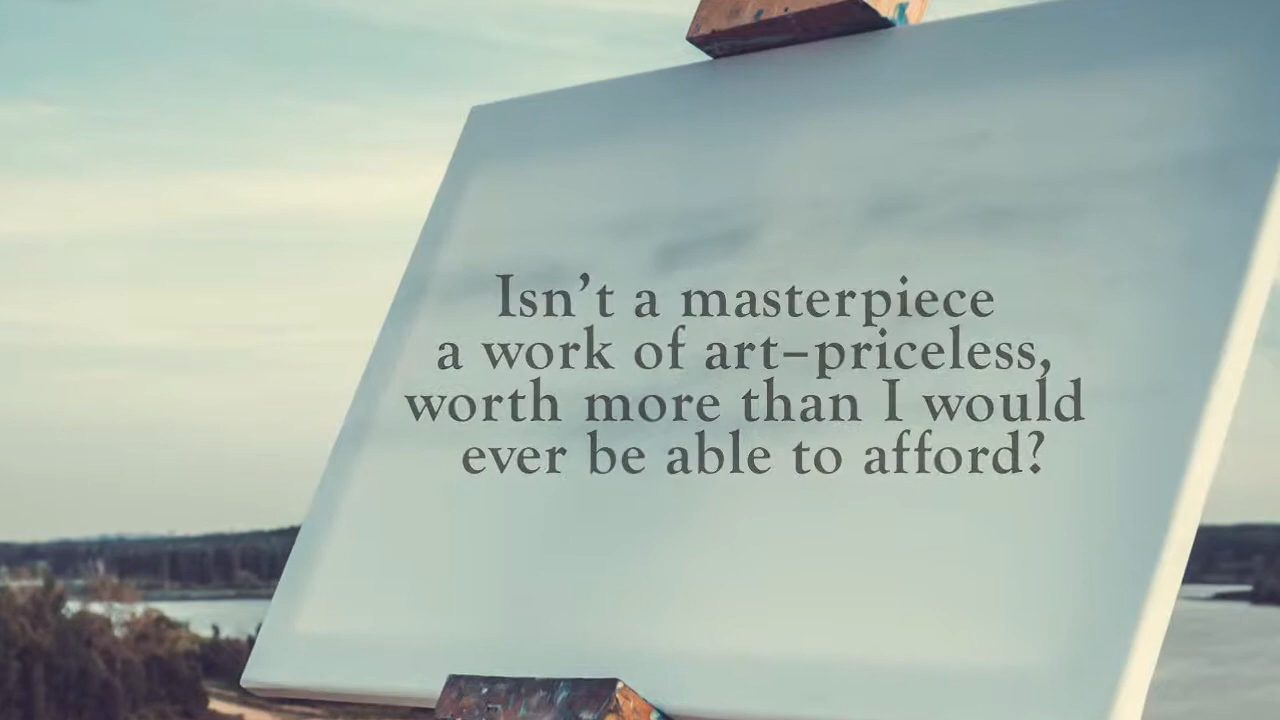 Isn't a masterpiece
a work of art–priceless,
worth more than I would
ever be able to afford?